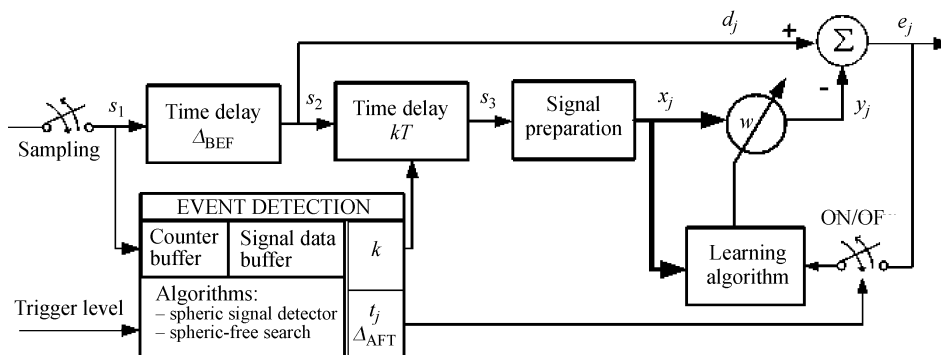 d_j
+
Σ
e_j
s_1
Time delay
Δ_BEF
s_2
Time delay
kT
s_3
Signal
preparation
x_j
w
-
y_j
Sampling
EVENT DETECTION
Counter
buffer
Signal data
buffer
k
Algorithms:
– spheric signal detector
– spheric-free search
t_j
Δ_AFT
Trigger level
Learning
algorithm
ON/OF